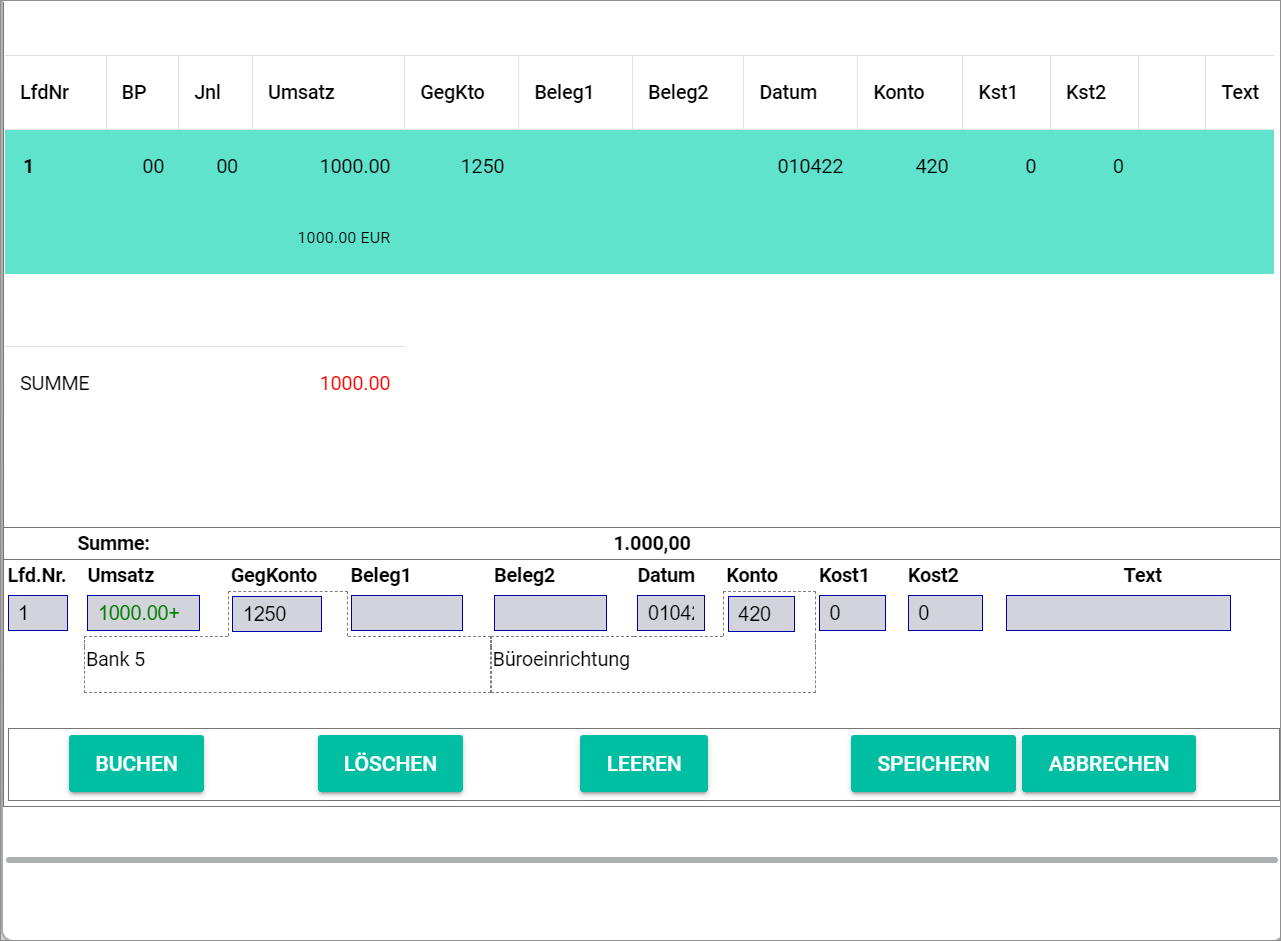 LfdNr BP Jnl Umsatz GegKto Beleg1 Beleg2 Datum Konto Kst1 Kst2 Text
1 00 00 1000.00 1250 010422 420 0 0
1000.00 EUR
SUMME 1000.00
Summe: 1.000,00
Lfd.Nr. Umsatz GegKonto Beleg1 Beleg2 Datum Konto Kost1 Kost2 Text
1 1000.00+ 1250 0104 420 0 0
Bank 5 Büroeinrichtung
BUCHEN LÖSCHEN LEEREN SPEICHERN ABBRECHEN